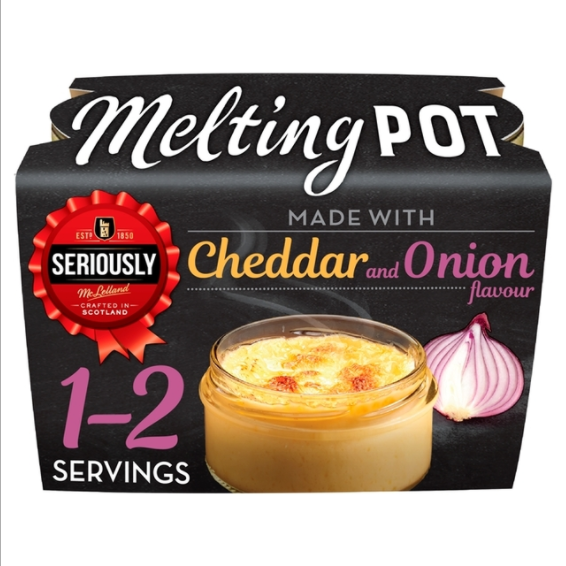 Melting POT
MADE WITH
Cheddar and Onion
flavour
ESTD 1850
SERIOUSLY
McLelland
CRAFTED IN
SCOTLAND
1-2
SERVINGS